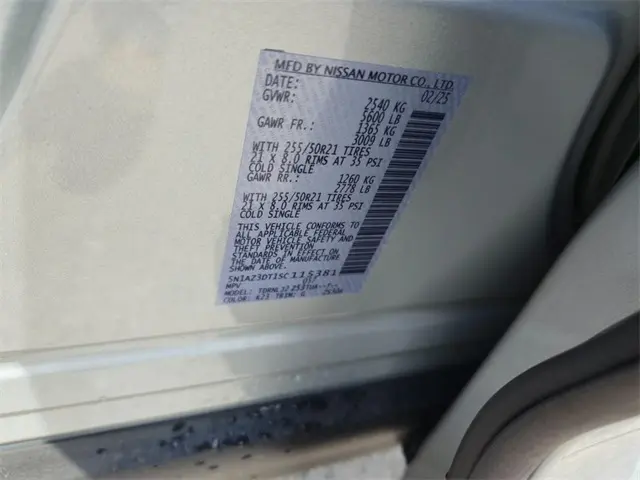 MFD BY NISSAN MOTOR CO., LTD.
DATE: 02/25
GVWR: 2540 KG
5600 LB
GAWR FR.: 1365 KG
3009 LB
WITH 255/50R21 TIRES
21 X 8.0 RIMS AT 35 PSI
COLD SINGLE
GAWR RR.: 1260 KG
2778 LB
WITH 255/50R21 TIRES
21 X 8.0 RIMS AT 35 PSI
COLD SINGLE
THIS VEHICLE CONFORMS TO
ALL APPLICABLE FEDERAL
MOTOR VEHICLE SAFETY AND
THEFT PREVENTION
STANDARDS IN EFFECT ON
THE DATE OF MANUFACTURE
SHOWN ABOVE.
5N1AZ3DT1SC115381
MPV
MODEL:
COLOR: TRIM: G